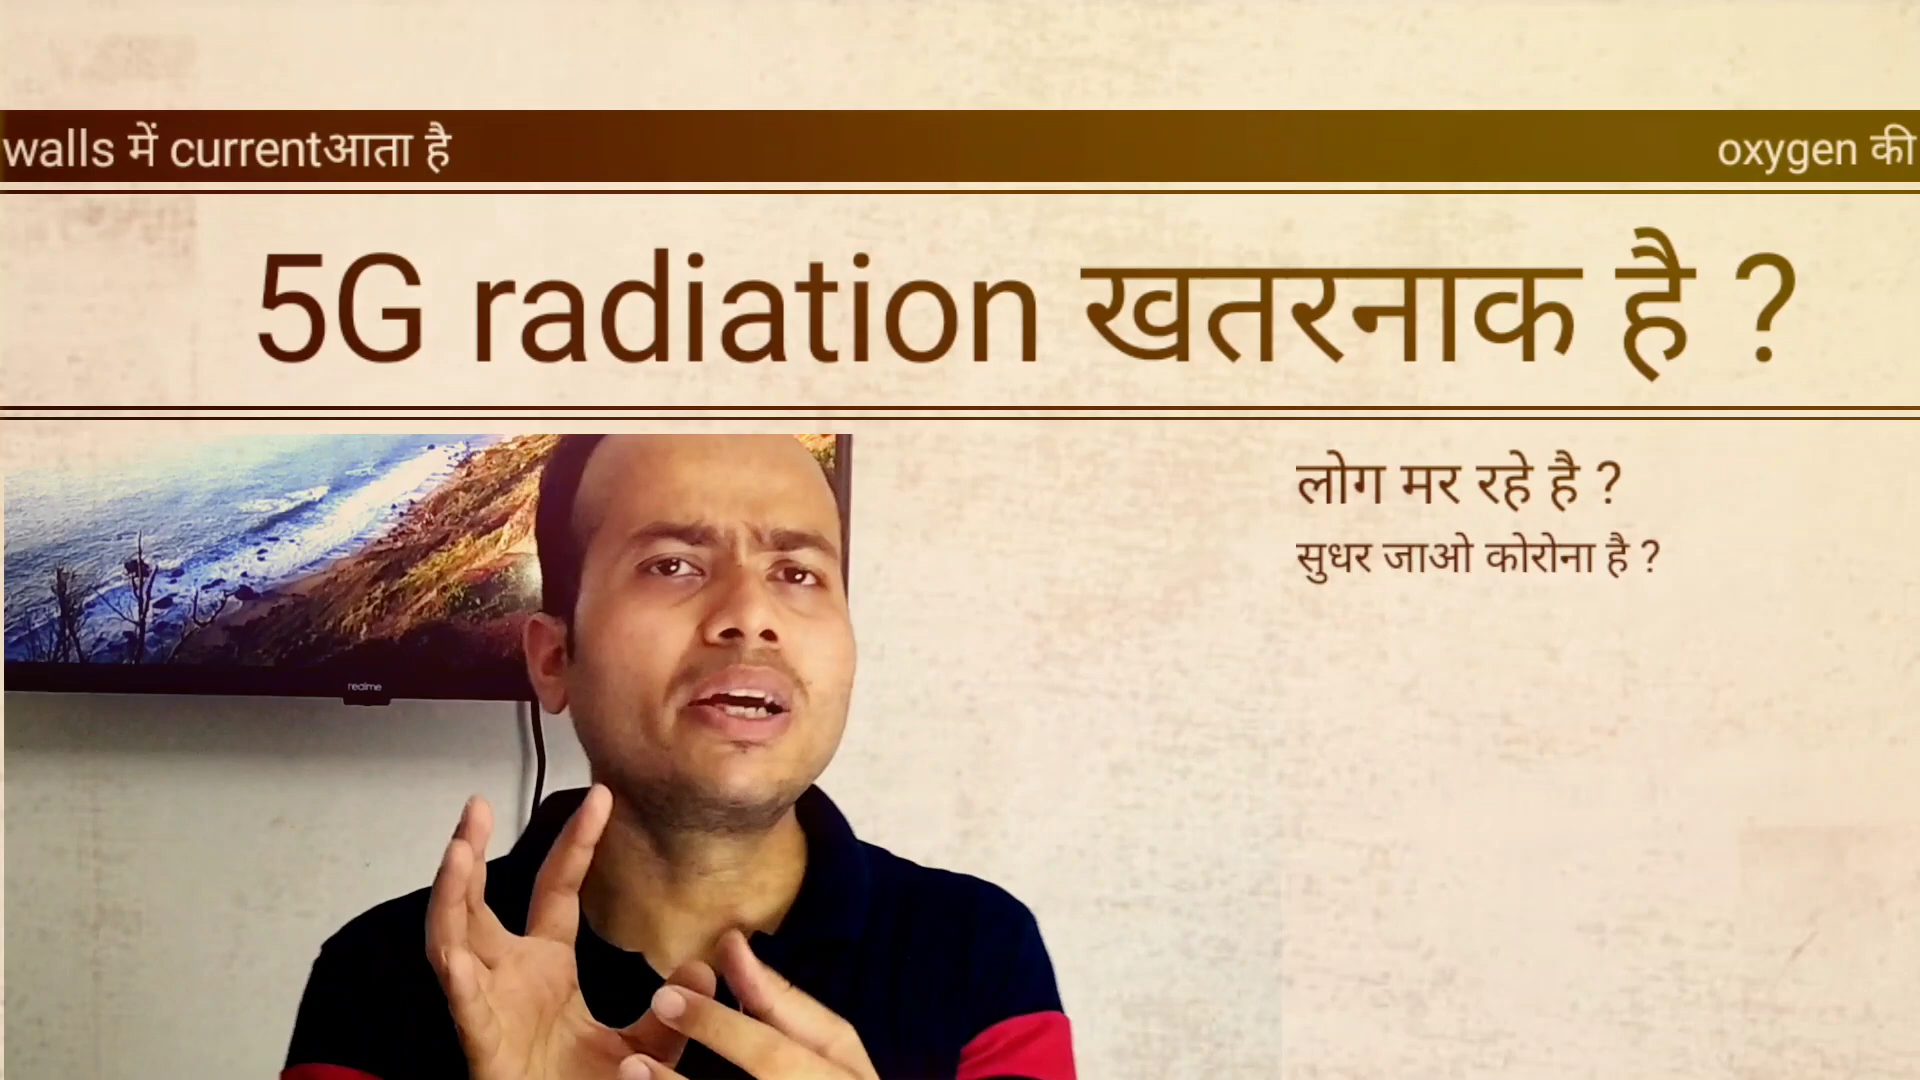 walls में currentआता है
oxygen की
5G radiation खतरनाक है ?
लोग मर रहे है ?
सुधर जाओ कोरोना है ?
realme